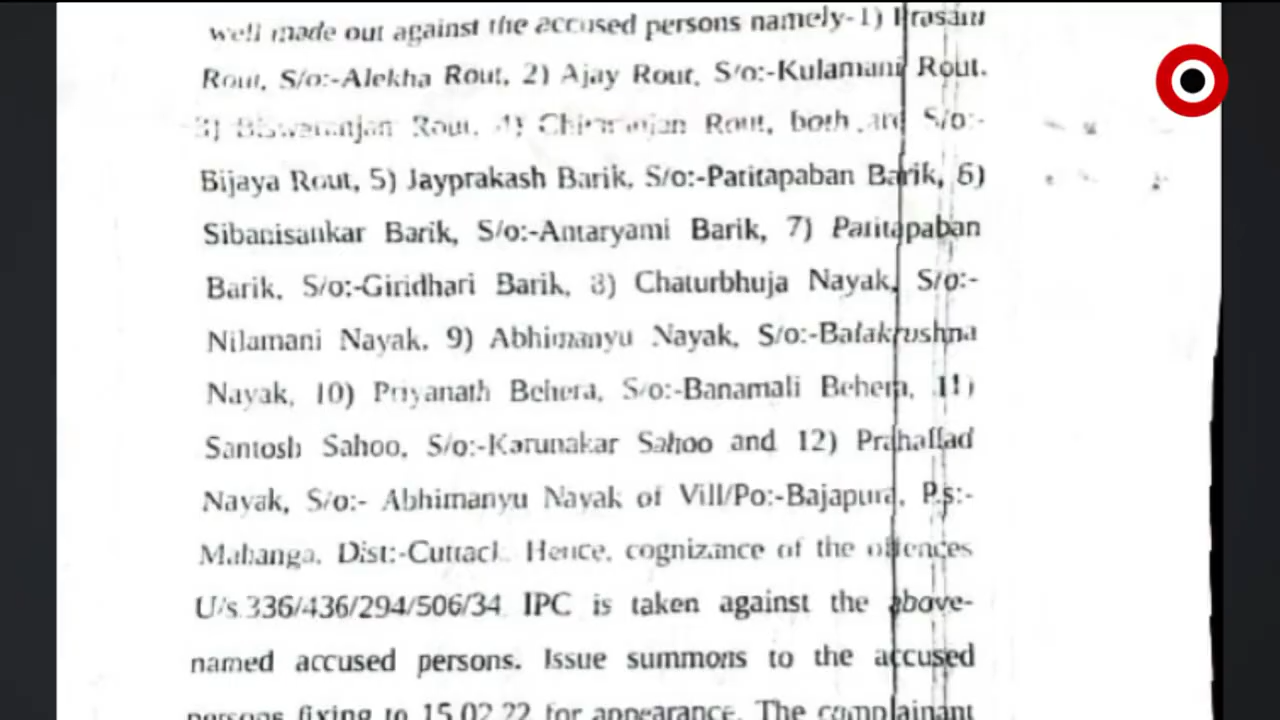 well made out against the accused persons namely-1) Prasant
Rout, S/o:-Alekha Rout, 2) Ajay Rout, S/o:-Kulamani Rout.
3) Biswaranjan Rout, 4) Chitaranjan Rout, both are S/o:-
Bijaya Rout, 5) Jayprakash Barik, S/o:-Patitapaban Barik, 6)
Sibanisankar Barik, S/o:-Antaryami Barik, 7) Patitapaban
Barik, S/o:-Giridhari Barik, 8) Chaturbhuja Nayak, S/o:-
Nilamani Nayak, 9) Abhimanyu Nayak, S/o:-Balakrushna
Nayak, 10) Priyanath Behera, S/o:-Banamali Behera, 11)
Santosh Sahoo, S/o:-Karunakar Sahoo and 12) Prahallad
Nayak, S/o:- Abhimanyu Nayak of Vill/Po:-Bajapura, P.s:-
Mahanga, Dist:-Cuttack. Hence, cognizance of the offences
U/s.336/436/294/506/34 IPC is taken against the above-
named accused persons. Issue summons to the accused
persons fixing to 15.02.22 for appearance. The complainant